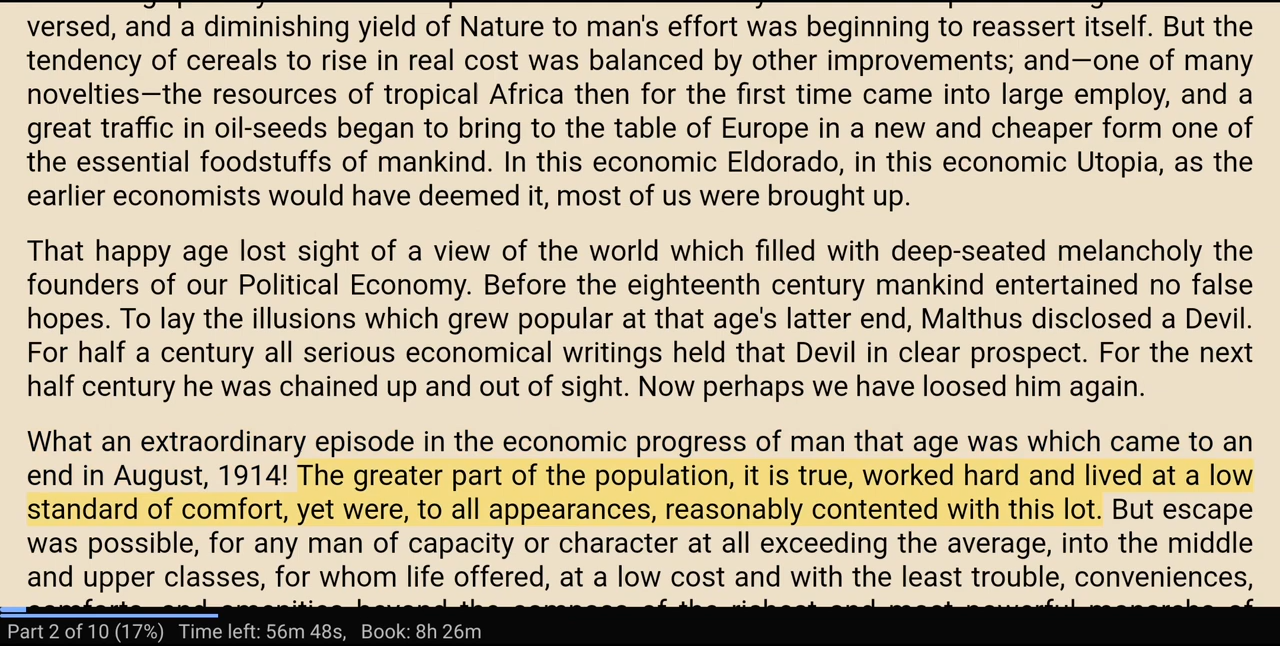 versed, and a diminishing yield of Nature to man's effort was beginning to reassert itself. But the
tendency of cereals to rise in real cost was balanced by other improvements; and—one of many
novelties—the resources of tropical Africa then for the first time came into large employ, and a
great traffic in oil-seeds began to bring to the table of Europe in a new and cheaper form one of
the essential foodstuffs of mankind. In this economic Eldorado, in this economic Utopia, as the
earlier economists would have deemed it, most of us were brought up.
That happy age lost sight of a view of the world which filled with deep-seated melancholy the
founders of our Political Economy. Before the eighteenth century mankind entertained no false
hopes. To lay the illusions which grew popular at that age's latter end, Malthus disclosed a Devil.
For half a century all serious economical writings held that Devil in clear prospect. For the next
half century he was chained up and out of sight. Now perhaps we have loosed him again.
What an extraordinary episode in the economic progress of man that age was which came to an
end in August, 1914! The greater part of the population, it is true, worked hard and lived at a low
standard of comfort, yet were, to all appearances, reasonably contented with this lot. But escape
was possible, for any man of capacity or character at all exceeding the average, into the middle
and upper classes, for whom life offered, at a low cost and with the least trouble, conveniences,
comforts and amenities beyond the compass of the richest and most powerful monarchs of
Part 2 of 10 (17%) Time left: 56m 48s, Book: 8h 26m